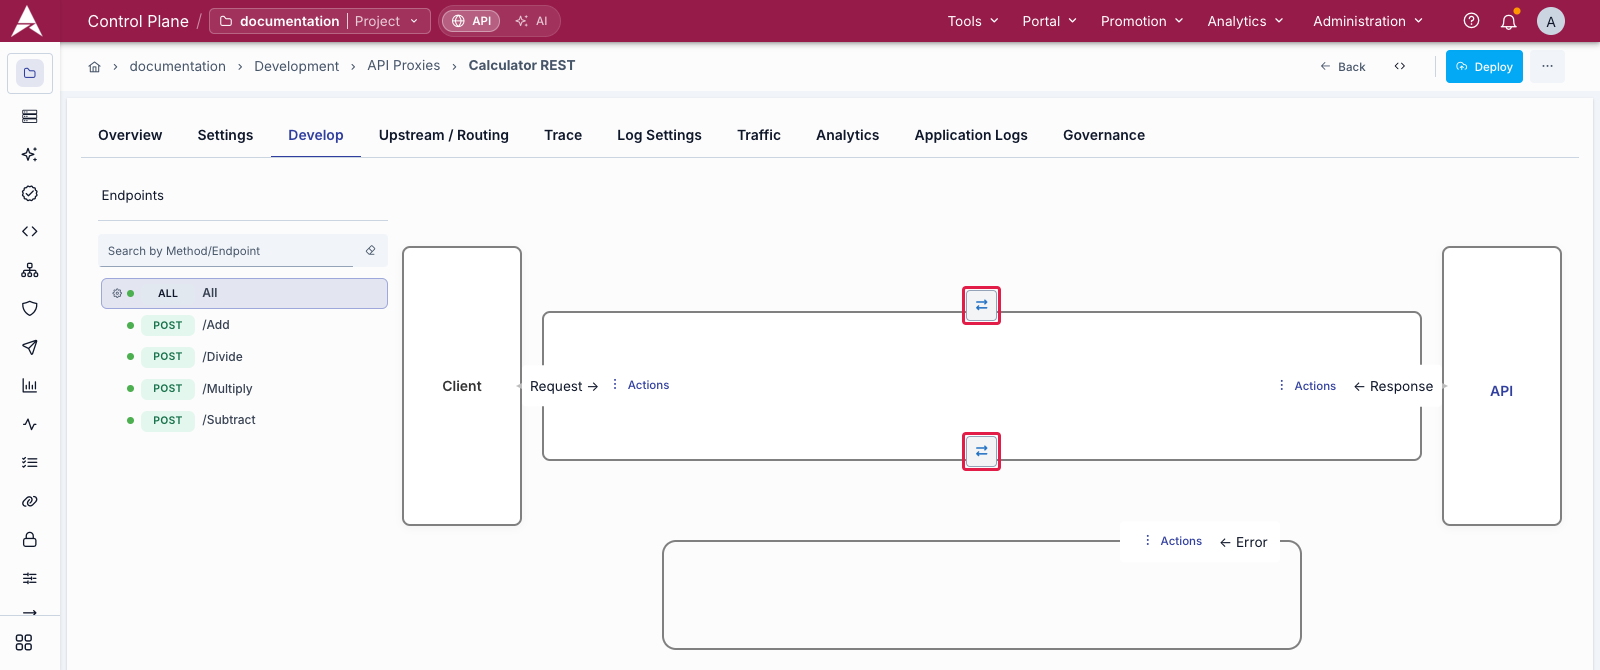 Control Plane / documentation | Project API AI Tools Portal Promotion Analytics Administration A
documentation > Development > API Proxies > Calculator REST Back Deploy
Overview Settings Develop Upstream / Routing Trace Log Settings Traffic Analytics Application Logs Governance
Endpoints
Search by Method/Endpoint
ALL All
POST /Add
POST /Divide
POST /Multiply
POST /Subtract
Client
Request → Actions
Actions ← Response
API
Actions ← Error